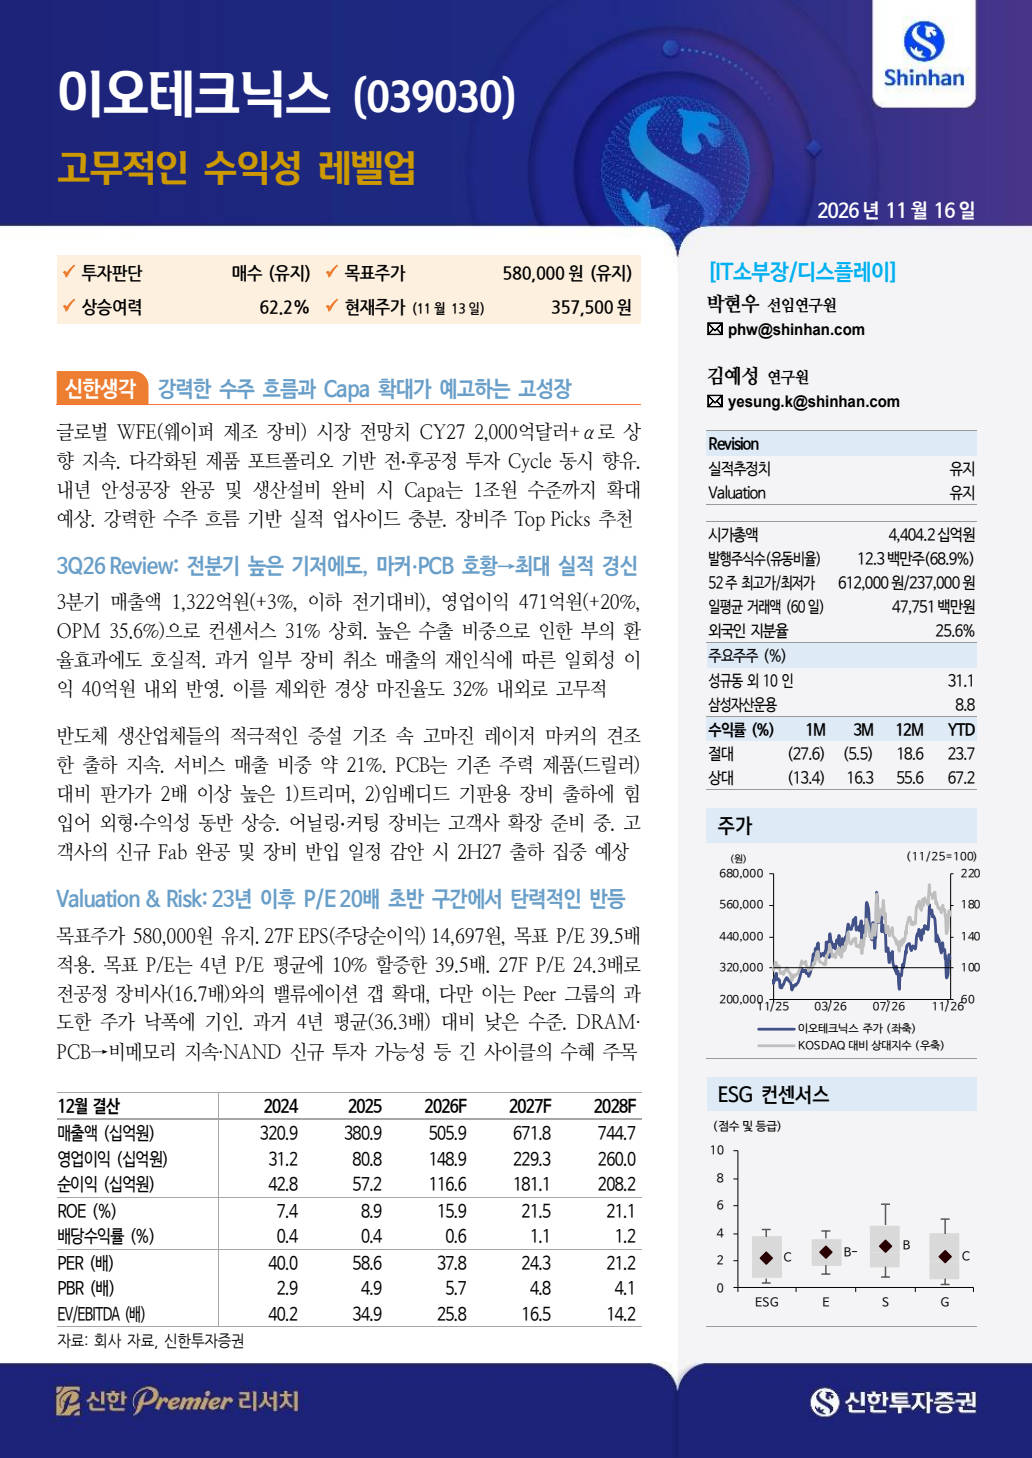 이오테크닉스 (039030)
고무적인 수익성 레벨업
Shinhan
2026년 11월 16일
✓ 투자판단 매수 (유지) ✓ 목표주가 580,000 원 (유지)
✓ 상승여력 62.2% ✓ 현재주가 (11월 13일) 357,500 원
신한생각 강력한 수주 흐름과 Capa 확대가 예고하는 고성장
글로벌 WFE(웨이퍼 제조 장비) 시장 전망치 CY27 2,000억달러+α로 상
향 지속. 다각화된 제품 포트폴리오 기반 전·후공정 투자 Cycle 동시 향유.
내년 안성공장 완공 및 생산설비 완비 시 Capa는 1조원 수준까지 확대
예상. 강력한 수주 흐름 기반 실적 업사이드 충분. 장비주 Top Picks 추천
3Q26 Review: 전분기 높은 기저에도, 마커·PCB 호황→최대 실적 경신
3분기 매출액 1,322억원(+3%, 이하 전기대비), 영업이익 471억원(+20%,
OPM 35.6%)으로 컨센서스 31% 상회. 높은 수출 비중으로 인한 부의 환
율효과에도 호실적. 과거 일부 장비 취소 매출의 재인식에 따른 일회성 이
익 40억원 내외 반영. 이를 제외한 경상 마진율도 32% 내외로 고무적
반도체 생산업체들의 적극적인 증설 기조 속 고마진 레이저 마커의 견조
한 출하 지속. 서비스 매출 비중 약 21%. PCB는 기존 주력 제품(드릴러)
대비 판가가 2배 이상 높은 1)트리머, 2)임베디드 기판용 장비 출하에 힘
입어 외형·수익성 동반 상승. 어닐링·커팅 장비는 고객사 확장 준비 중. 고
객사의 신규 Fab 완공 및 장비 반입 일정 감안 시 2H27 출하 집중 예상
Valuation & Risk: 23년 이후 P/E 20배 초반 구간에서 탄력적인 반등
목표주가 580,000원 유지. 27F EPS(주당순이익) 14,697원, 목표 P/E 39.5배
적용. 목표 P/E는 4년 P/E 평균에 10% 할증한 39.5배. 27F P/E 24.3배로
전공정 장비사(16.7배)와의 밸류에이션 갭 확대, 다만 이는 Peer 그룹의 과
도한 주가 낙폭에 기인. 과거 4년 평균(36.3배) 대비 낮은 수준. DRAM·
PCB→비메모리 지속·NAND 신규 투자 가능성 등 긴 사이클의 수혜 주목
12월 결산 2024 2025 2026F 2027F 2028F
매출액 (십억원) 320.9 380.9 505.9 671.8 744.7
영업이익 (십억원) 31.2 80.8 148.9 229.3 260.0
순이익 (십억원) 42.8 57.2 116.6 181.1 208.2
ROE (%) 7.4 8.9 15.9 21.5 21.1
배당수익률 (%) 0.4 0.4 0.6 1.1 1.2
PER (배) 40.0 58.6 37.8 24.3 21.2
PBR (배) 2.9 4.9 5.7 4.8 4.1
EV/EBITDA (배) 40.2 34.9 25.8 16.5 14.2
자료: 회사 자료, 신한투자증권
[IT소부장/디스플레이]
박현우 선임연구원
phw@shinhan.com
김예성 연구원
yesung.k@shinhan.com
Revision
실적추정치 유지
Valuation 유지
시가총액 4,404.2 십억원
발행주식수(유동비율) 12.3 백만주(68.9%)
52주 최고가/최저가 612,000 원/237,000 원
일평균 거래액 (60일) 47,751 백만원
외국인 지분율 25.6%
주요주주 (%)
성규동 외 10 인 31.1
삼성자산운용 8.8
수익률 (%) 1M 3M 12M YTD
절대 (27.6) (5.5) 18.6 23.7
상대 (13.4) 16.3 55.6 67.2
주가
(원) (11/25=100)
680,000 220
560,000 180
440,000 140
320,000 100
200,000 60
11/25 03/26 07/26 11/26
이오테크닉스 주가 (좌축)
KOSDAQ 대비 상대지수 (우축)
ESG 컨센서스
(점수 및 등급)
10
8
6
4
2
0
C B- B C
ESG E S G
신한 Premier 리서치
신한투자증권